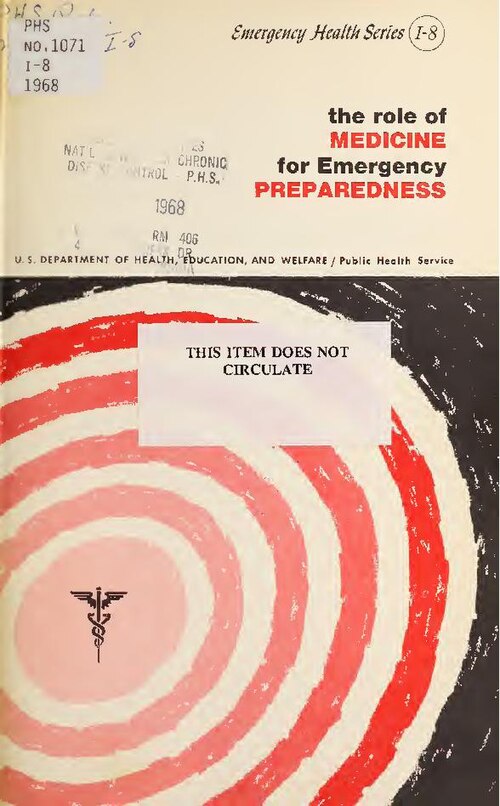 PHS
NO.1071
I-8
1968
I-8
Emergency Health Series I-8
the role of
MEDICINE
for Emergency
PREPAREDNESS
CHRONIC
P.H.S.
1968
RM 406
U.S. DEPARTMENT OF HEALTH, EDUCATION, AND WELFARE / Public Health Service
THIS ITEM DOES NOT
CIRCULATE